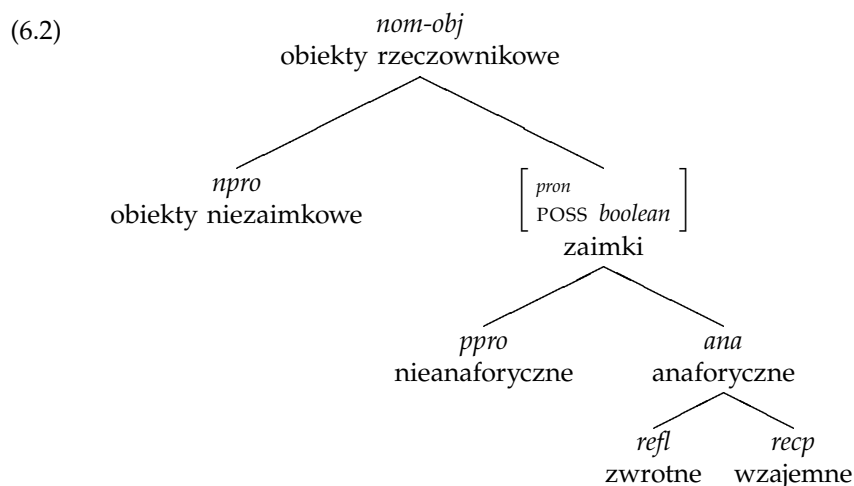 (6.2)
nom-obj
obiekty rzeczownikowe
npro
obiekty niezaimkowe
pron
POSS boolean
zaimki
ppro
nieanaforyczne
ana
anaforyczne
refl
zwrotne
recp
wzajemne